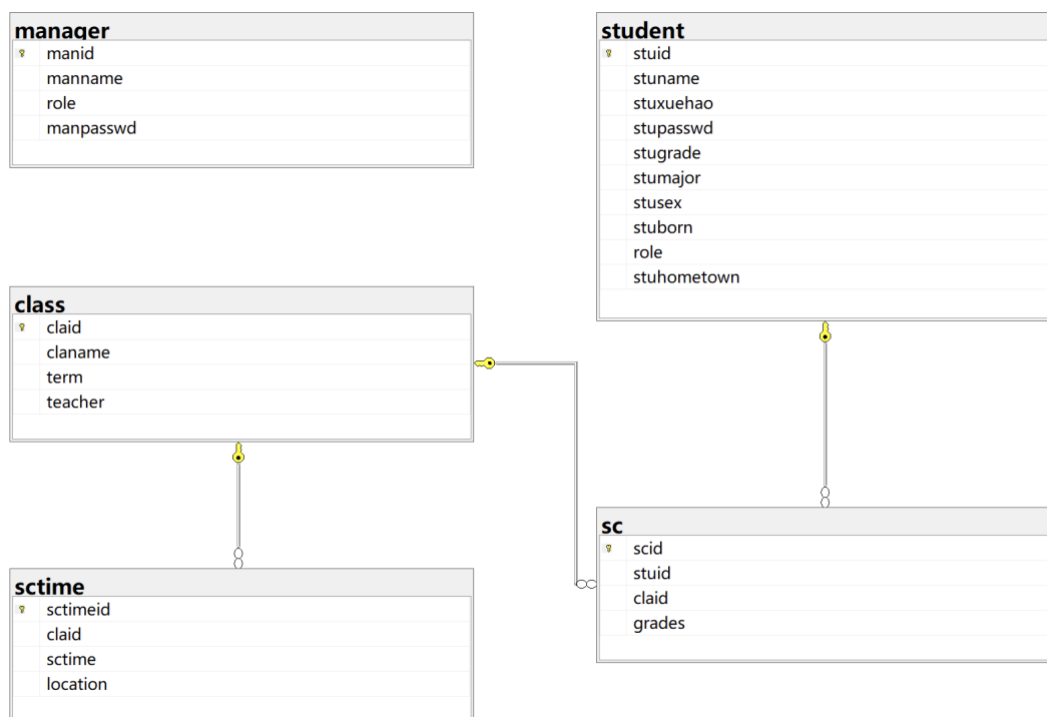 manager
manid
manname
role
manpasswd
student
stuid
stuname
stuxuehao
stupasswd
stugrade
stumajor
stusex
stuborn
role
stuhometown
class
claid
claname
term
teacher
sctime
sctimeid
claid
sctime
location
sc
scid
stuid
claid
grades